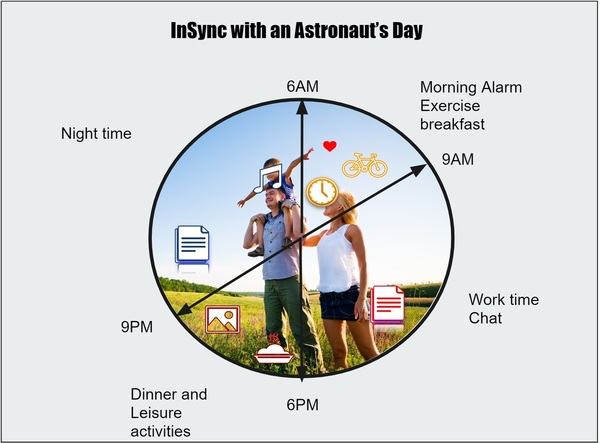 InSync with an Astronaut's Day
6AM
Morning Alarm
Exercise
breakfast
Night time
9AM
Work time
Chat
9PM
Dinner and
Leisure
activities
6PM